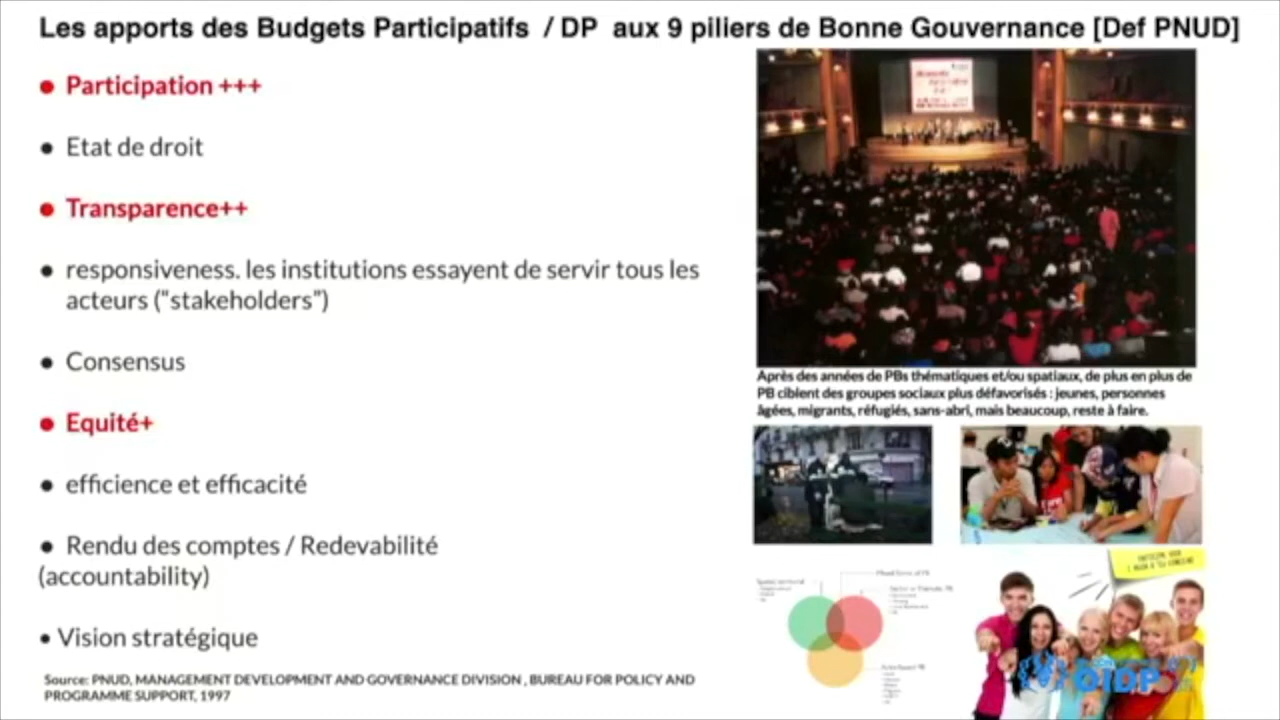 Les apports des Budgets Participatifs / DP aux 9 piliers de Bonne Gouvernance [Def PNUD]
● Participation +++
● Etat de droit
● Transparence++
● responsiveness. les institutions essayent de servir tous les
acteurs ("stakeholders")
● Consensus
● Equité+
● efficience et efficacité
● Rendu des comptes / Redevabilité
(accountability)
• Vision stratégique
Source: PNUD, MANAGEMENT DEVELOPMENT AND GOVERNANCE DIVISION , BUREAU FOR POLICY AND
PROGRAMME SUPPORT, 1997
Après des années de PBs thématiques et/ou spatiaux, de plus en plus de
PB ciblent des groupes sociaux plus défavorisés : jeunes, personnes
âgées, migrants, réfugiés, sans-abri, mais beaucoup, reste à faire.
Mixed forms of PB
OIDP